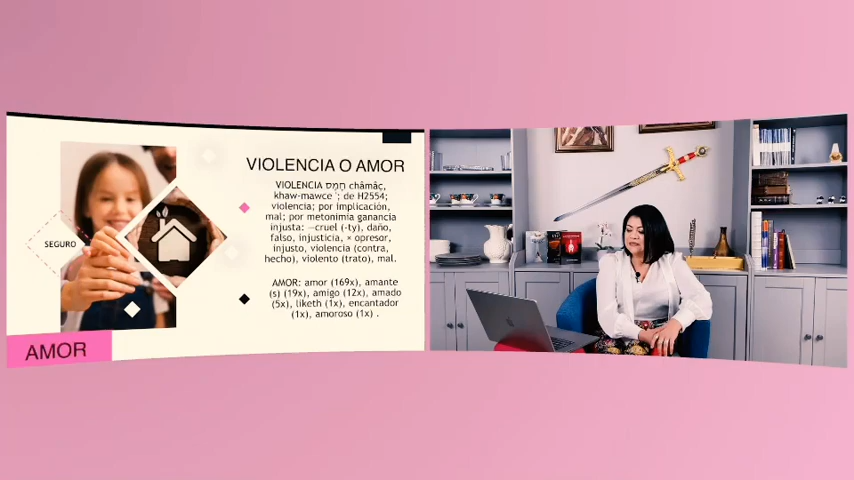 VIOLENCIA O AMOR
VIOLENCIA חָמָס châmâç,
khaw-mawce´; de H2554;
violencia; por implicación,
mal; por metonimia ganancia
injusta: —cruel (-ty), daño,
falso, injusticia, × opresor,
injusto, violencia (contra,
hecho), violento (trato), mal.
AMOR: amor (169x), amante
(s) (19x), amigo (12x), amado
(5x), liketh (1x), encantador
(1x), amoroso (1x) .
SEGURO
AMOR